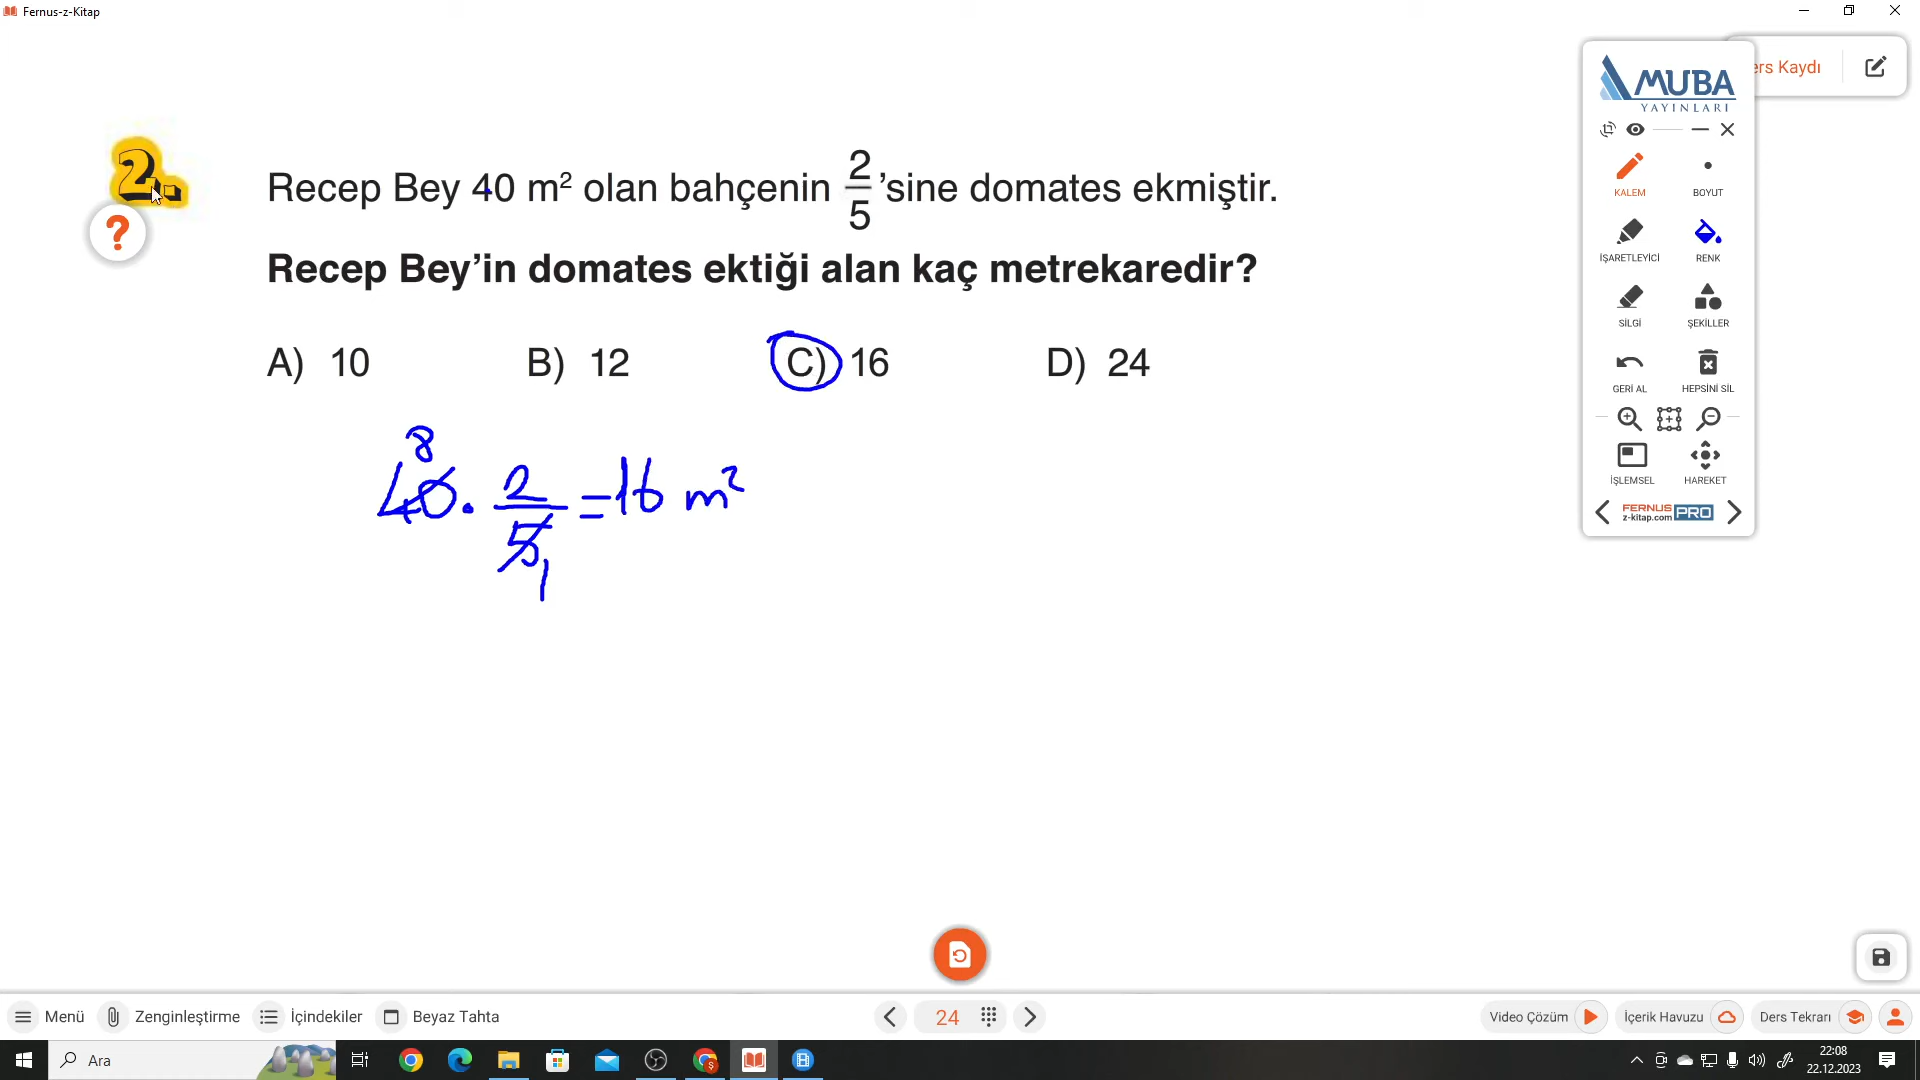 Fernus-z-Kitap
ers Kaydı
MUBA
YAYINLARI
2.
?
Recep Bey 40 m² olan bahçenin 2/5 'sine domates ekmiştir.
Recep Bey'in domates ektiği alan kaç metrekaredir?
A) 10 B) 12 C) 16 D) 24
8
40 . 2/5 = 16 m²
1
KALEM BOYUT
İŞARETLEYİCİ RENK
SİLGİ ŞEKİLLER
GERİ AL HEPSİNİ SİL
İŞLEMSEL HAREKET
FERNUS
z-kitap.com PRO
Menü Zenginleştirme İçindekiler Beyaz Tahta 24 Video Çözüm İçerik Havuzu Ders Tekrarı
Ara
22:08
22.12.2023